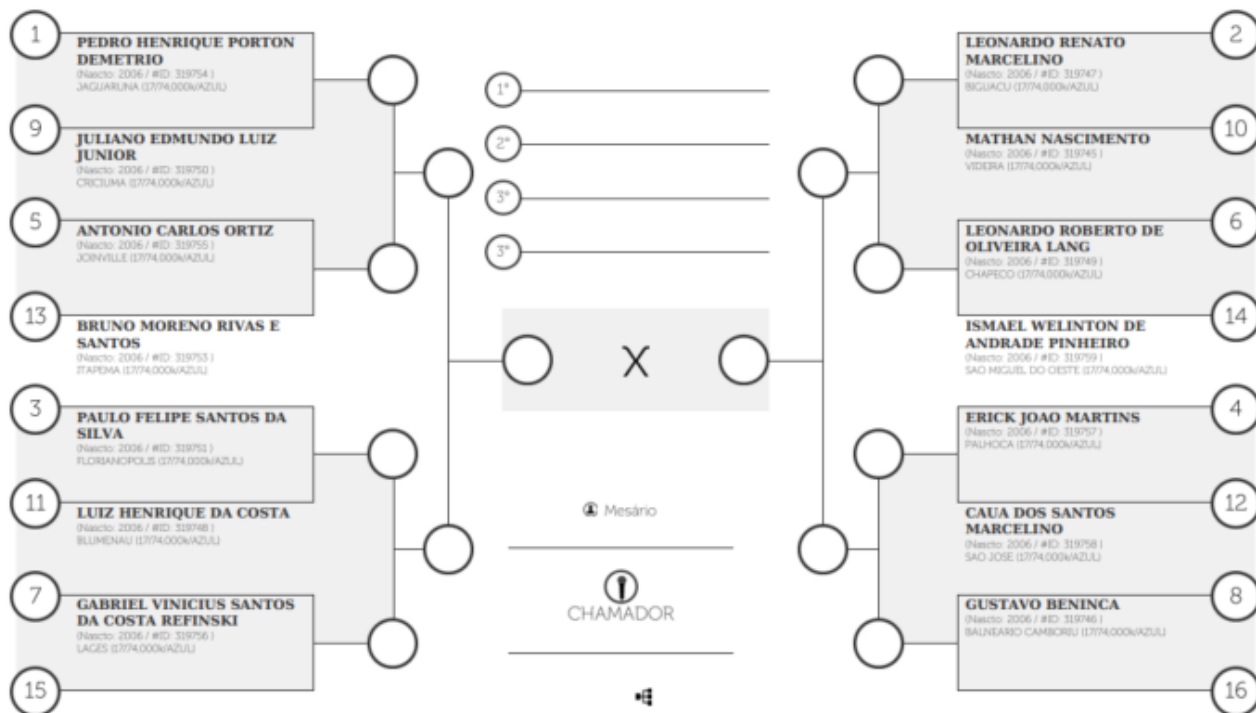 1
PEDRO HENRIQUE PORTON
DEMETRIO
(Nascto: 2006 / #ID: 319754 )
JAGUARUNA (17/74,000k/AZUL)
9
JULIANO EDMUNDO LUIZ
JUNIOR
(Nascto: 2006 / #ID: 319750 )
CRICIUMA (17/74,000k/AZUL)
5
ANTONIO CARLOS ORTIZ
(Nascto: 2006 / #ID: 319755 )
JOINVILLE (17/74,000k/AZUL)
13
BRUNO MORENO RIVAS E
SANTOS
(Nascto: 2006 / #ID: 319753 )
ITAPEMA (17/74,000k/AZUL)
3
PAULO FELIPE SANTOS DA
SILVA
(Nascto: 2006 / #ID: 319751 )
FLORIANOPOLIS (17/74,000k/AZUL)
11
LUIZ HENRIQUE DA COSTA
(Nascto: 2006 / #ID: 319748 )
BLUMENAU (17/74,000k/AZUL)
7
GABRIEL VINICIUS SANTOS
DA COSTA REFINSKI
(Nascto: 2006 / #ID: 319756 )
LAGES (17/74,000k/AZUL)
15
1°
2°
3°
3°
X
Mesário
CHAMADOR
2
LEONARDO RENATO
MARCELINO
(Nascto: 2006 / #ID: 319747 )
BIGUACU (17/74,000k/AZUL)
10
MATHAN NASCIMENTO
(Nascto: 2006 / #ID: 319745 )
VIDEIRA (17/74,000k/AZUL)
6
LEONARDO ROBERTO DE
OLIVEIRA LANG
(Nascto: 2006 / #ID: 319749 )
CHAPECO (17/74,000k/AZUL)
14
ISMAEL WELINTON DE
ANDRADE PINHEIRO
(Nascto: 2006 / #ID: 319759 )
SAO MIGUEL DO OESTE (17/74,000k/AZUL)
4
ERICK JOAO MARTINS
(Nascto: 2006 / #ID: 319757 )
PALHOCA (17/74,000k/AZUL)
12
CAUA DOS SANTOS
MARCELINO
(Nascto: 2006 / #ID: 319758 )
SAO JOSE (17/74,000k/AZUL)
8
GUSTAVO BENINCA
(Nascto: 2006 / #ID: 319746 )
BALNEARIO CAMBORIU (17/74,000k/AZUL)
16